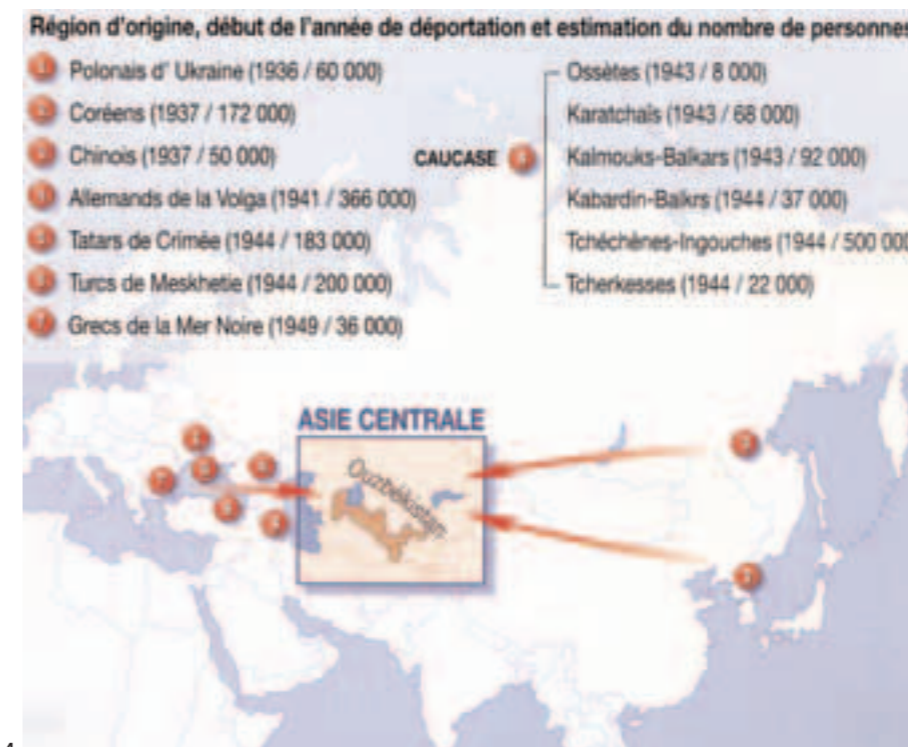 Région d'origine, début de l'année de déportation et estimation du nombre de personnes
Polonais d' Ukraine (1936 / 60 000)
Coréens (1937 / 172 000)
Chinois (1937 / 50 000)
Allemands de la Volga (1941 / 366 000)
Tatars de Crimée (1944 / 183 000)
Turcs de Meskhetie (1944 / 200 000)
Grecs de la Mer Noire (1949 / 36 000)
CAUCASE
Ossètes (1943 / 8 000)
Karatchaïs (1943 / 68 000)
Kalmouks-Balkars (1943 / 92 000)
Kabardin-Balkrs (1944 / 37 000)
Tchéchènes-Ingouches (1944 / 500 000
Tcherkesses (1944 / 22 000)
ASIE CENTRALE
Ouzbékistan